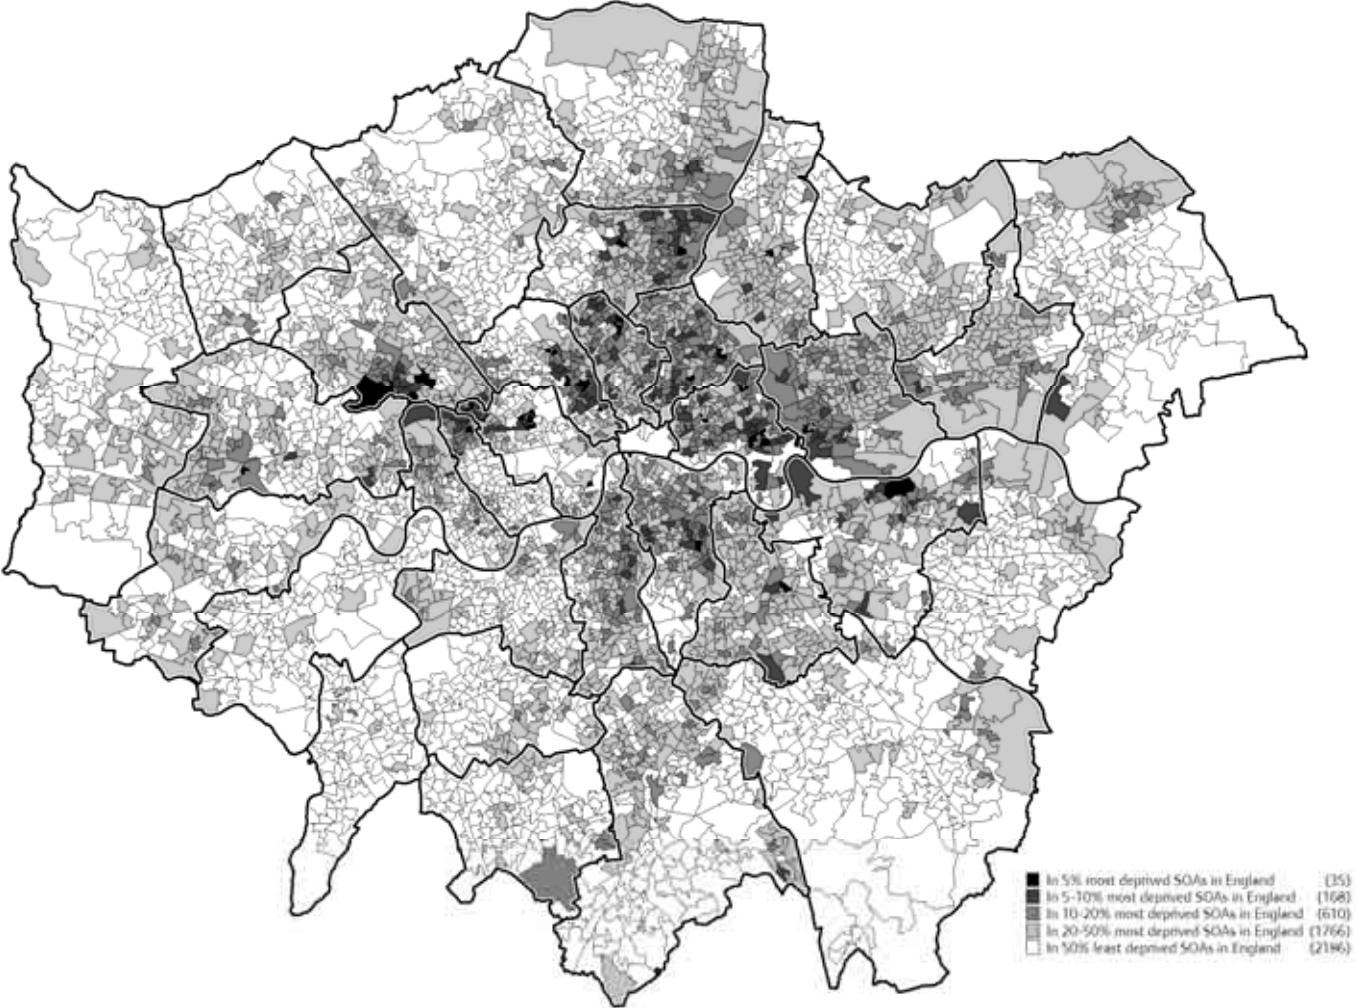 In 5% most deprived SOAs in England (35)
In 5-10% most deprived SOAs in England (168)
In 10-20% most deprived SOAs in England (610)
In 20-50% most deprived SOAs in England (1766)
In 50% least deprived SOAs in England (2186)